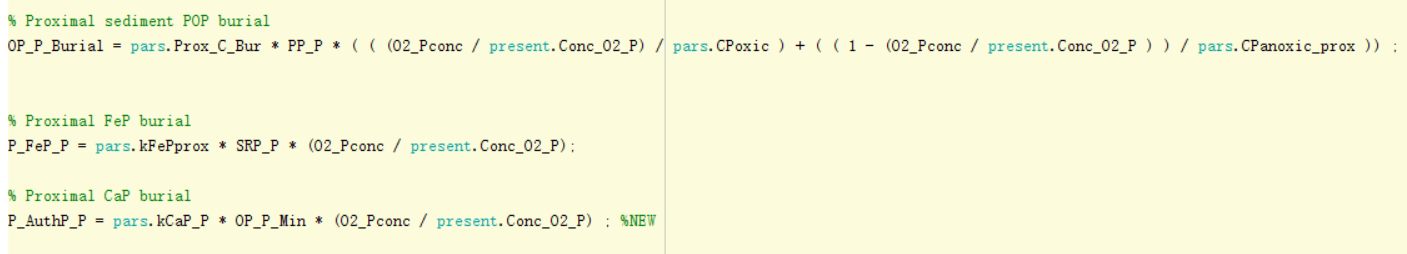 % Proximal sediment POP burial
OP_P_Burial = pars.Prox_C_Bur * PP_P * ( ( (O2_Pconc / present.Conc_O2_P) / pars.CPoxic ) + ( ( 1 - (O2_Pconc / present.Conc_O2_P ) ) / pars.CPanoxic_prox )) ;
% Proximal FeP burial
P_FeP_P = pars.kFePprox * SRP_P * (O2_Pconc / present.Conc_O2_P);
% Proximal CaP burial
P_AuthP_P = pars.kCaP_P * OP_P_Min * (O2_Pconc / present.Conc_O2_P) ; %NEW